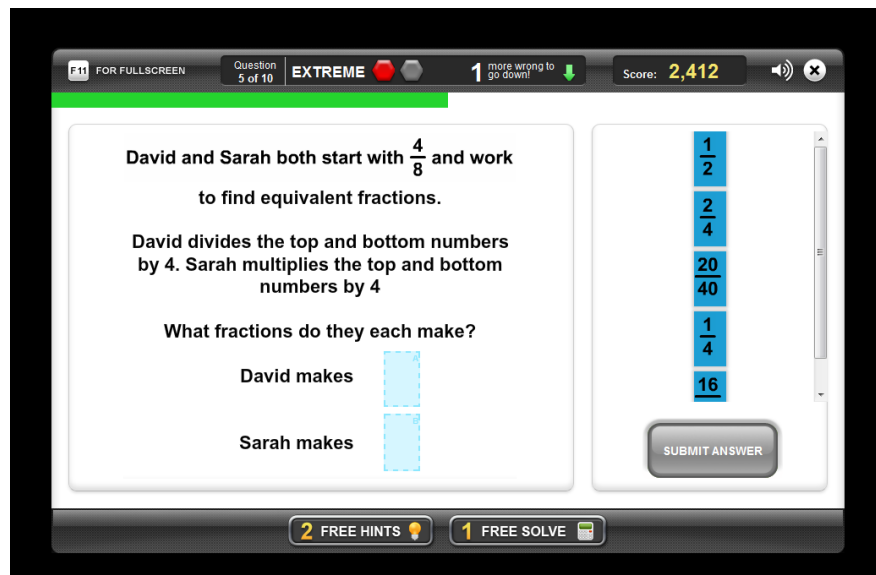 F11 FOR FULLSCREEN
Question
5 of 10
EXTREME
1 more wrong to
go down!
Score: 2,412
David and Sarah both start with 4/8 and work
to find equivalent fractions.
David divides the top and bottom numbers
by 4. Sarah multiplies the top and bottom
numbers by 4
What fractions do they each make?
David makes
A
Sarah makes
B
1/2
2/4
20/40
1/4
16
SUBMIT ANSWER
2 FREE HINTS
1 FREE SOLVE